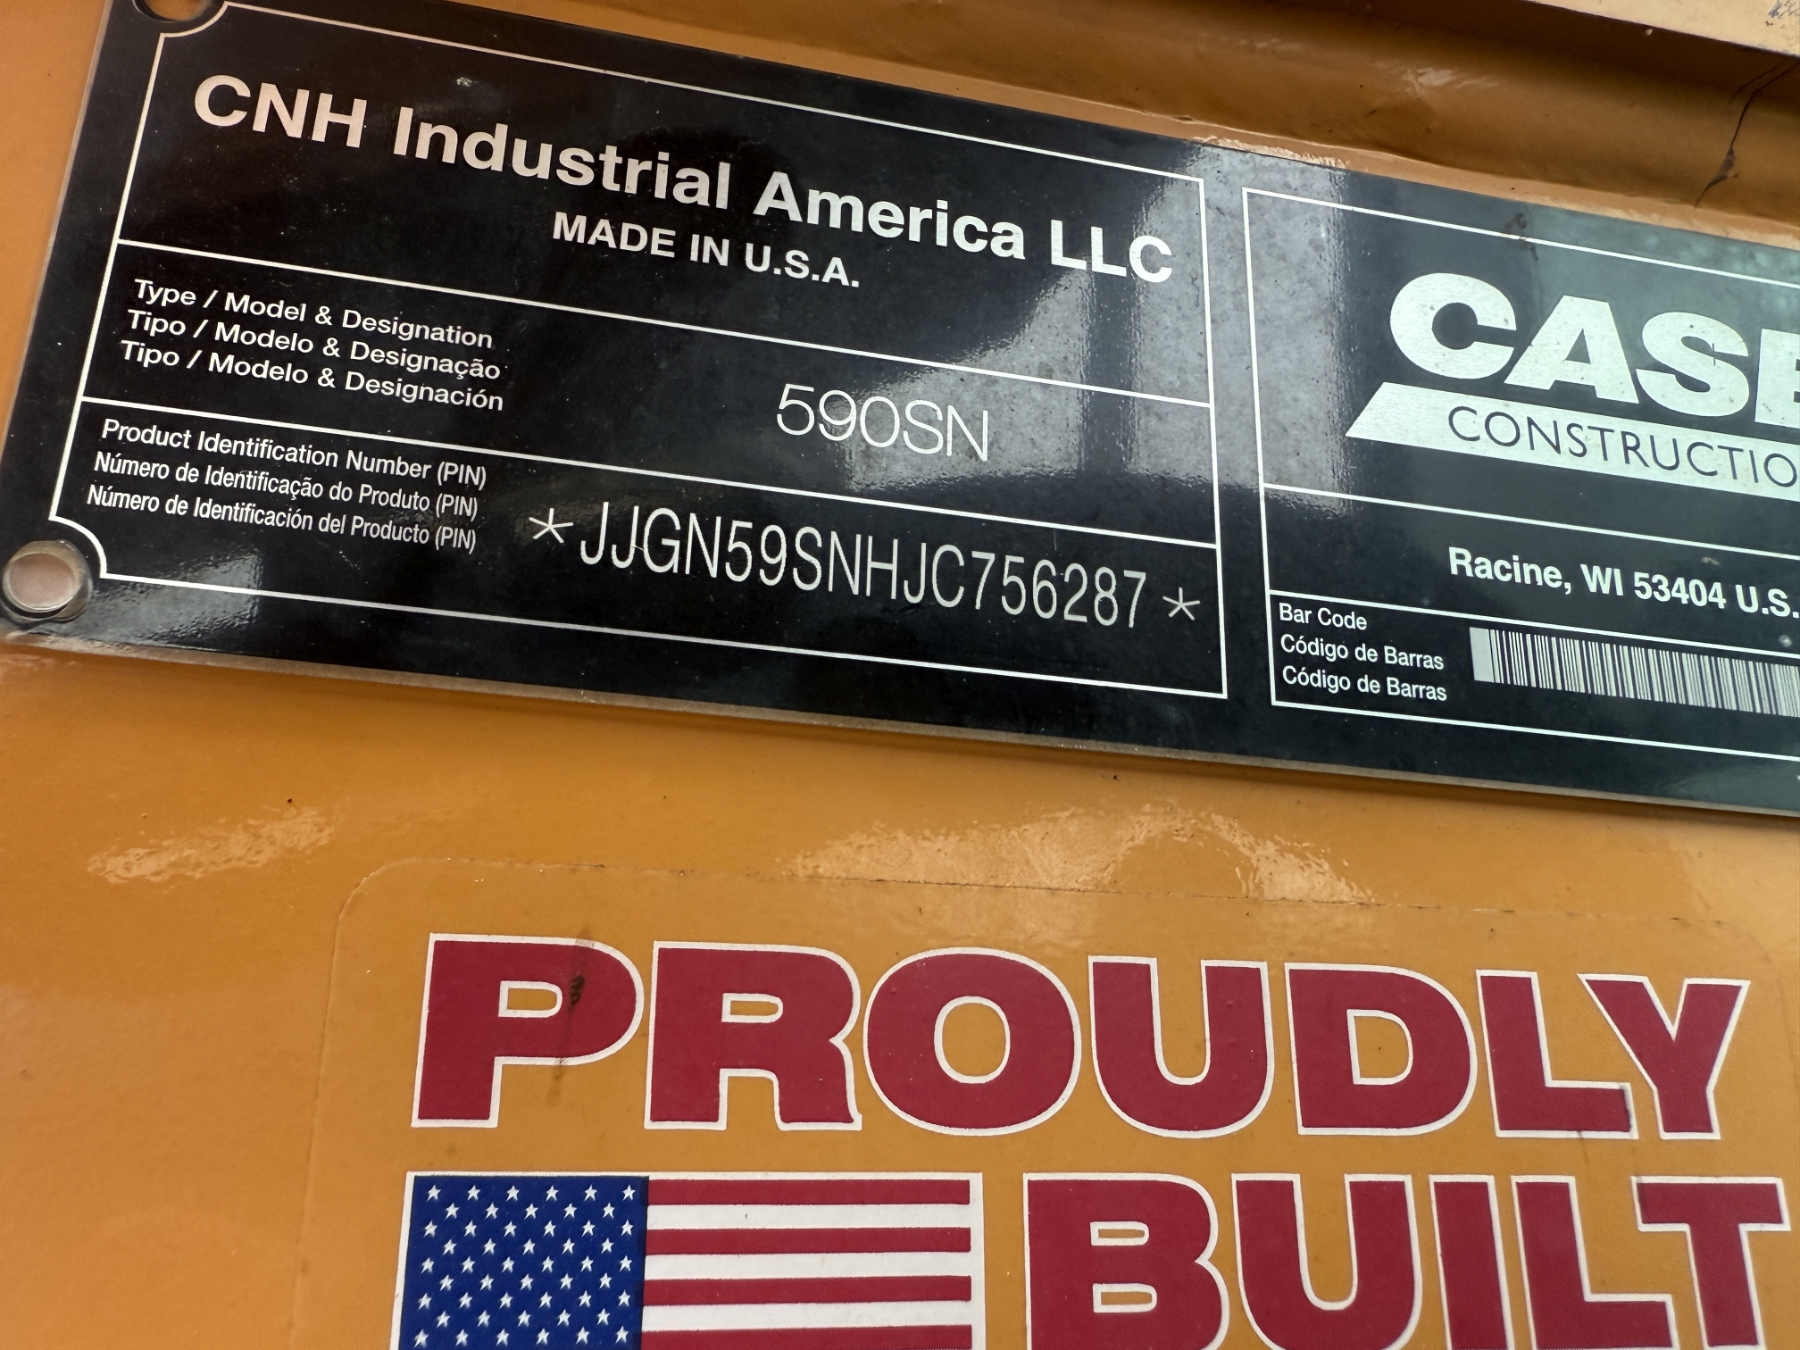 CNH Industrial America LLC
MADE IN U.S.A.
Type / Model & Designation
Tipo / Modelo & Designação
Tipo / Modelo & Designación
590SN
Product Identification Number (PIN)
Número de Identificação do Produto (PIN)
Número de Identificación del Producto (PIN)
*JJGN59SNHJC756287*
CASE
CONSTRUCTIO
Racine, WI 53404 U.S.
Bar Code
Código de Barras
Código de Barras
PROUDLY
BUILT